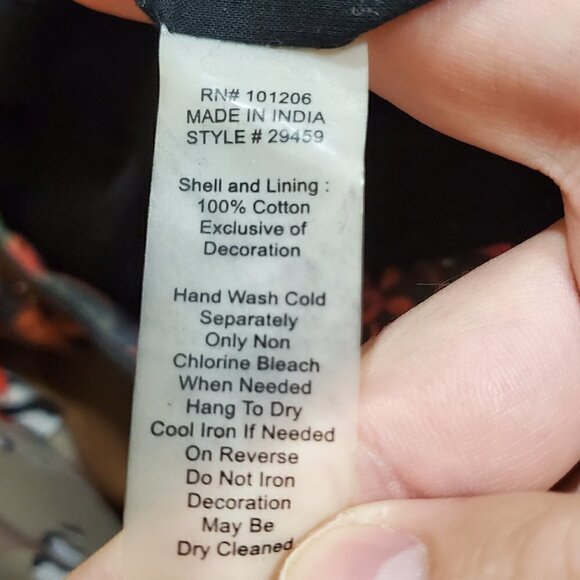 RN# 101206
MADE IN INDIA
STYLE # 29459
Shell and Lining :
100% Cotton
Exclusive of
Decoration
Hand Wash Cold
Separately
Only Non
Chlorine Bleach
When Needed
Hang To Dry
Cool Iron If Needed
On Reverse
Do Not Iron
Decoration
May Be
Dry Cleaned